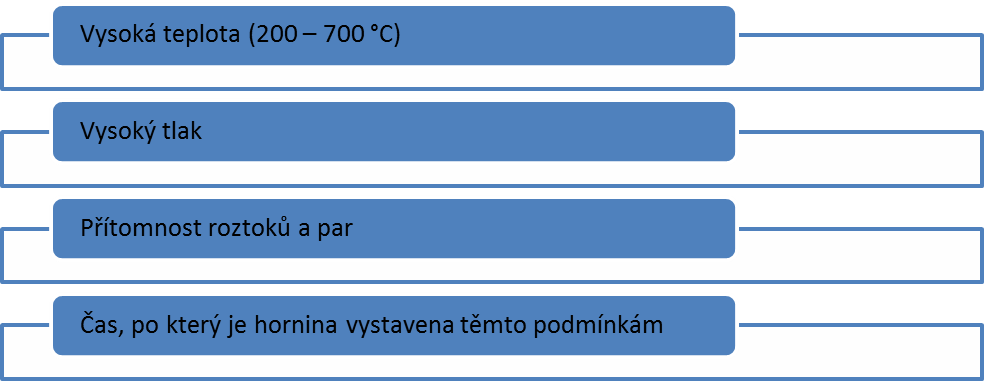 Vysoká teplota (200 – 700 °C)
Vysoký tlak
Přítomnost roztoků a par
Čas, po který je hornina vystavena těmto podmínkám